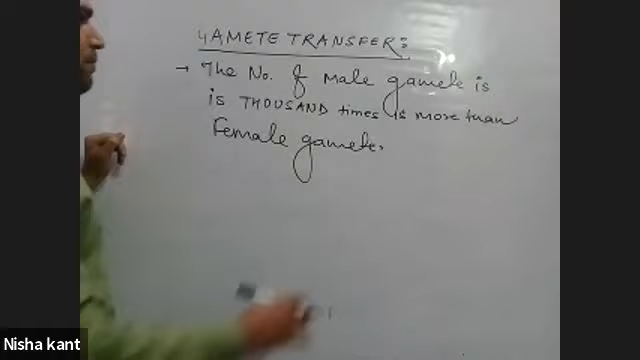 GAMETE TRANSFER:
→ The No. of male gamete is
is THOUSAND times is more than
Female gamete.
Nisha kant